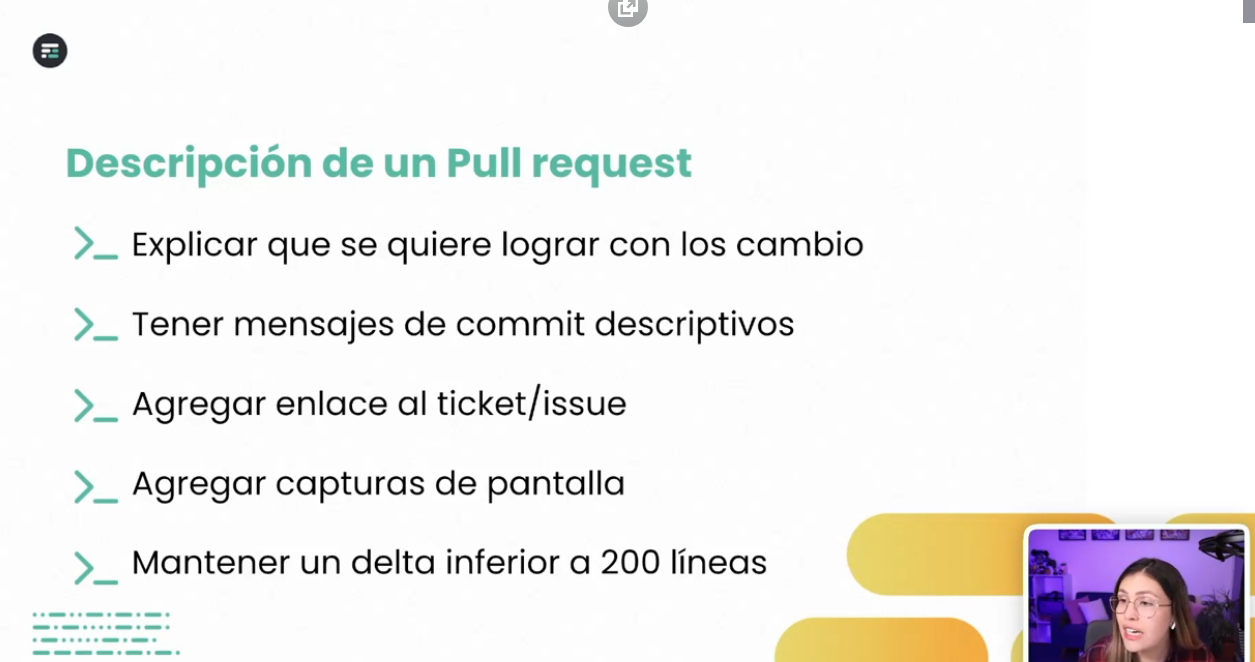 Descripción de un Pull request
>_ Explicar que se quiere lograr con los cambio
>_ Tener mensajes de commit descriptivos
>_ Agregar enlace al ticket/issue
>_ Agregar capturas de pantalla
>_ Mantener un delta inferior a 200 líneas